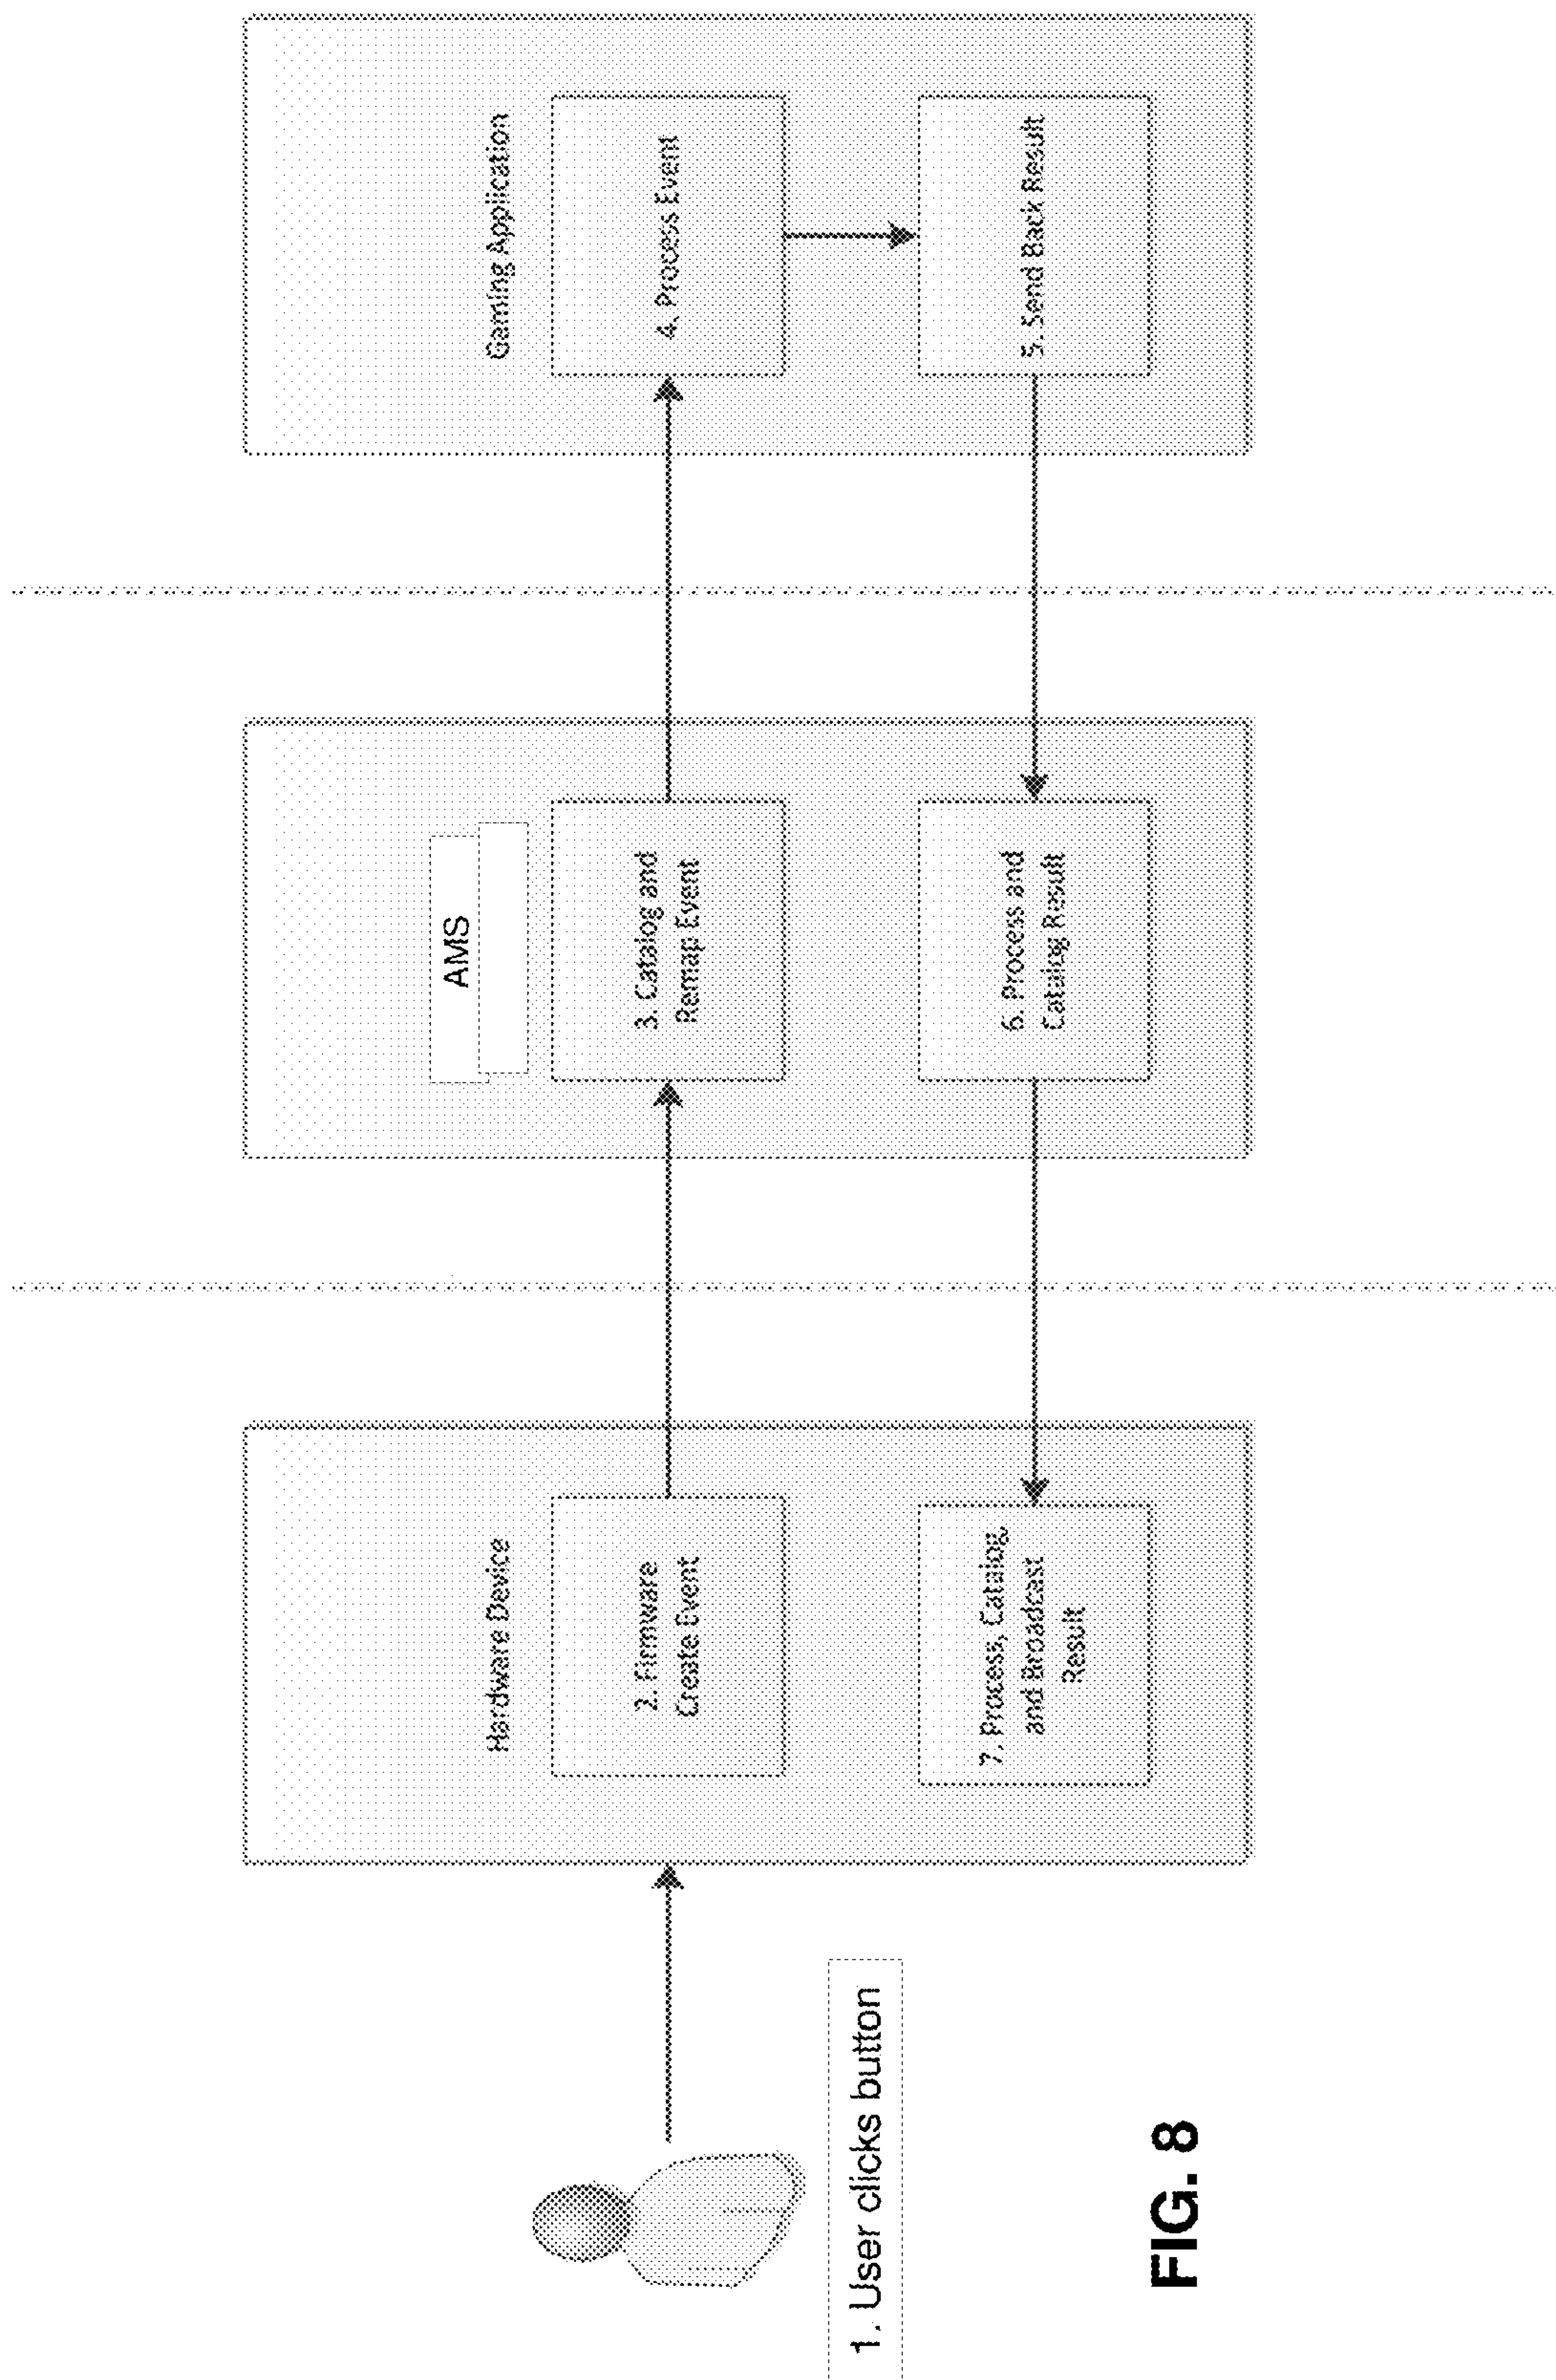 1. User clicks button
Hardware Device
2. Firmware
Create Event
AMS
3. Catalog and
Remap Event
Gaming Application
4. Process Event
5. Send Back Result
6. Process and
Catalog Result
7. Process, Catalog,
and Broadcast
Result
FIG. 8